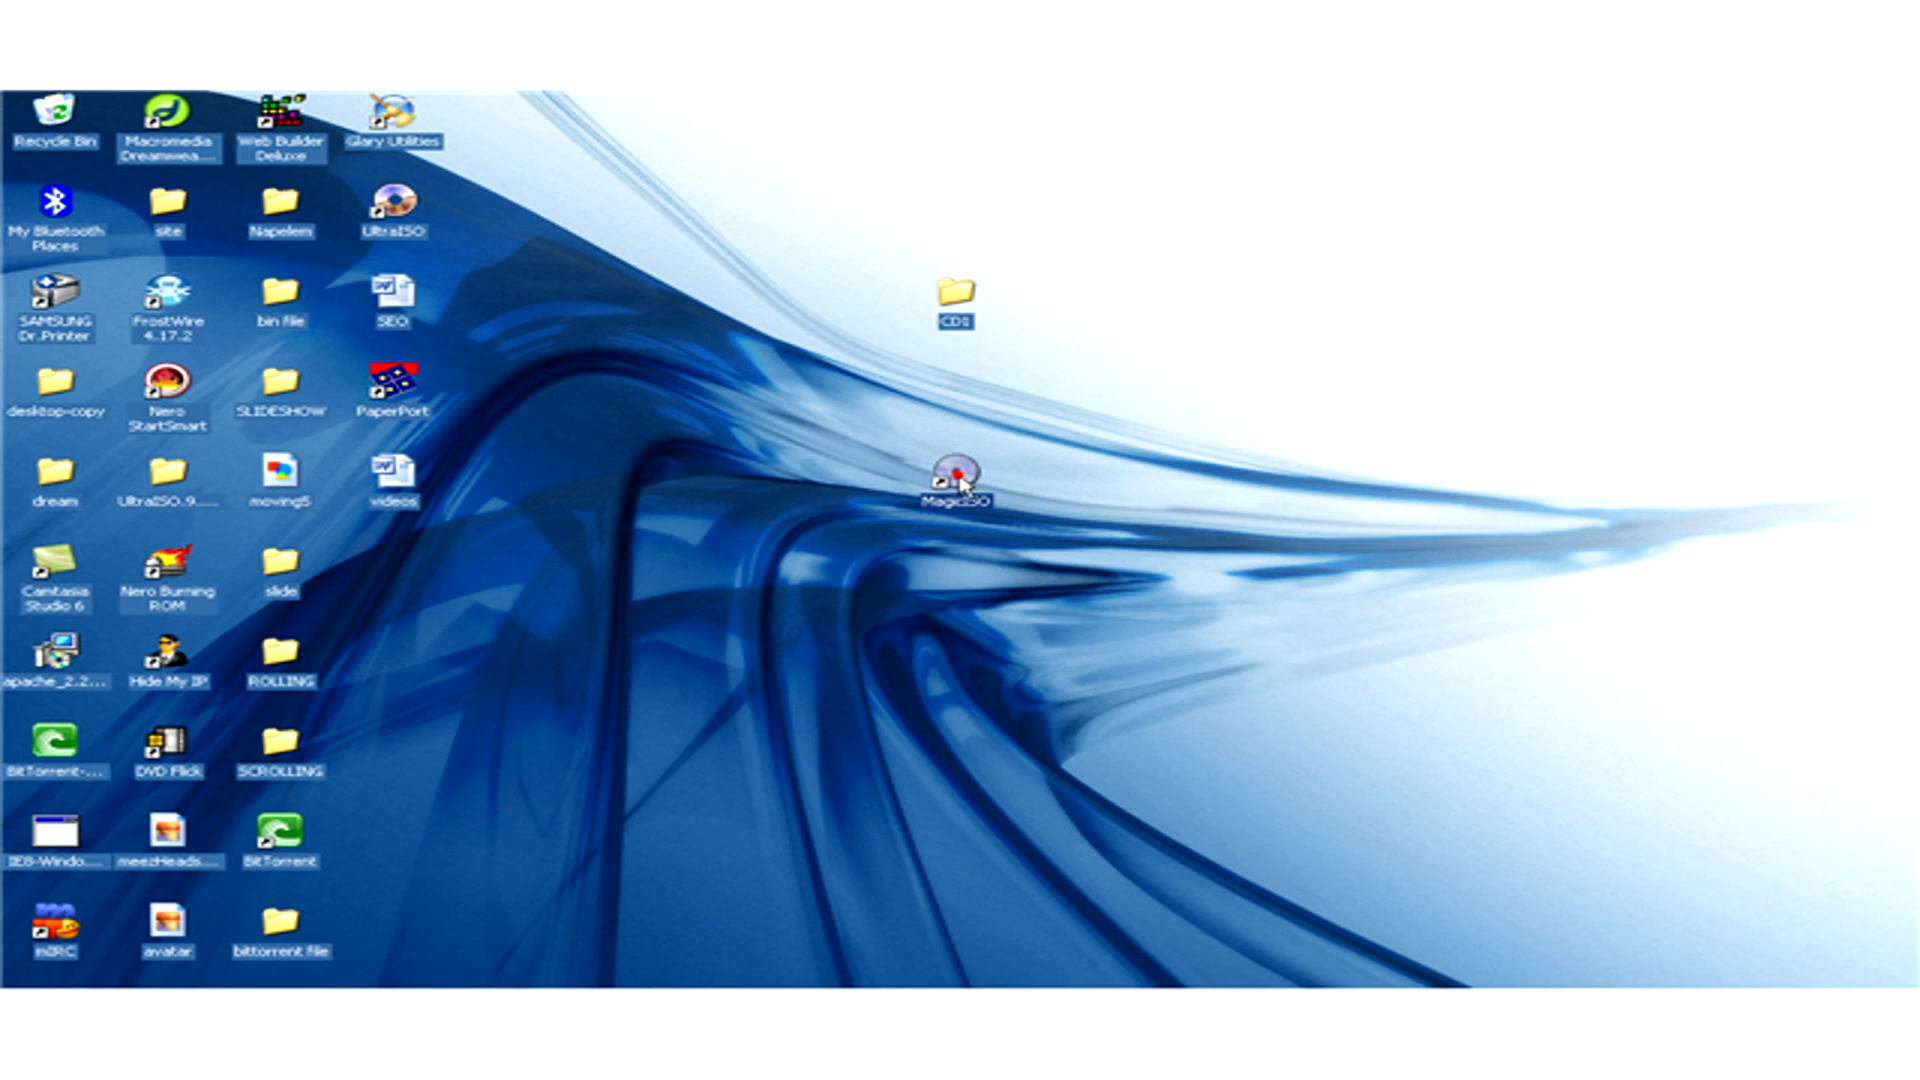 Recycle Bin
Macromedia
Dreamwea....
Web Builder
Deluxe
Glary Utilities
My Bluetooth
Places
site
Napelem
UltraISO
SAMSUNG
Dr.Printer
FrostWire
4.17.2
bin file
SEO
CD1
desktop-copy
Nero
StartSmart
SLIDESHOW
PaperPort
dream
UltraISO.9....
moving5
videos
MagicISO
Camtasia
Studio 6
Nero Burning
ROM
slide
apache_2.2...
Hide My IP
ROLLING
BitTorrent-...
DVD Flick
SCROLLING
IE8-Windo....
meezHeads....
BitTorrent
mIRC
avatar
bittorrent file